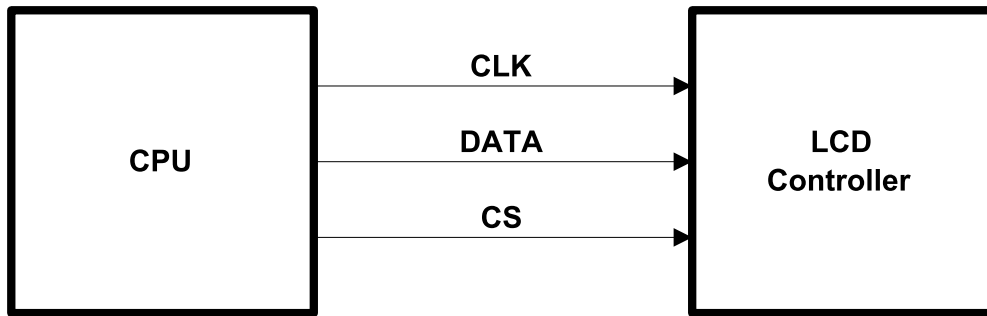 CPU
CLK
DATA
CS
LCD
Controller